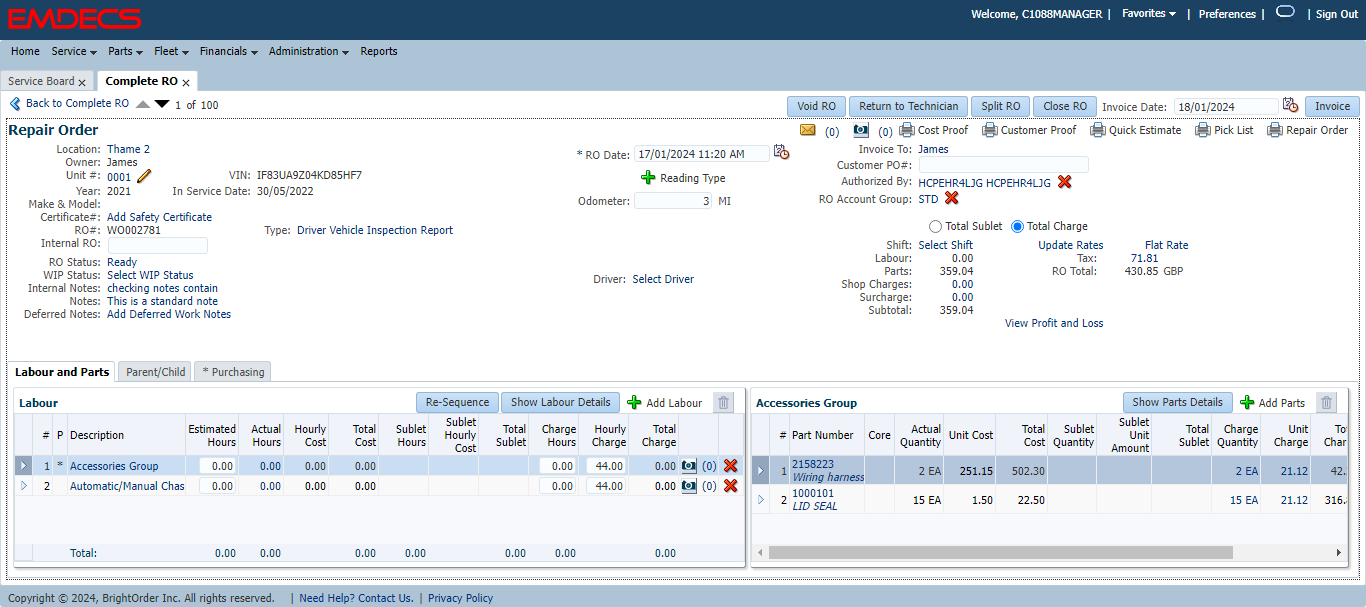 EMDECS
Welcome, C1088MANAGER | Favorites | Preferences | | Sign Out
Home Service Parts Fleet Financials Administration Reports
Service Board x Complete RO x
Back to Complete RO 1 of 100
Void RO Return to Technician Split RO Close RO Invoice Date: 18/01/2024 Invoice
Repair Order
(0) (0) Cost Proof Customer Proof Quick Estimate Pick List Repair Order
Location: Thame 2
Owner: James
Unit #: 0001 VIN: IF83UA9Z04KD85HF7
Year: 2021 In Service Date: 30/05/2022
Make & Model:
Certificate#: Add Safety Certificate
RO#: WO002781 Type: Driver Vehicle Inspection Report
Internal RO:
RO Status: Ready
WIP Status: Select WIP Status
Internal Notes: checking notes contain
Notes: This is a standard note
Deferred Notes: Add Deferred Work Notes
* RO Date: 17/01/2024 11:20 AM
Reading Type
Odometer: 3 MI
Driver: Select Driver
Invoice To: James
Customer PO#:
Authorized By: HCPEHR4LJG HCPEHR4LJG
RO Account Group: STD
Total Sublet Total Charge
Shift: Select Shift Update Rates Flat Rate
Labour: 0.00 Tax: 71.81
Parts: 359.04 RO Total: 430.85 GBP
Shop Charges: 0.00
Surcharge: 0.00
Subtotal: 359.04
View Profit and Loss
Labour and Parts Parent/Child * Purchasing
Labour Re-Sequence Show Labour Details Add Labour
# P Description Estimated Hours Actual Hours Hourly Cost Total Cost Sublet Hours Sublet Hourly Cost Total Sublet Charge Hours Hourly Charge Total Charge
1 * Accessories Group 0.00 0.00 0.00 0.00 0.00 44.00 0.00 (0)
2 Automatic/Manual Chas 0.00 0.00 0.00 0.00 0.00 44.00 0.00 (0)
Total: 0.00 0.00 0.00 0.00 0.00 0.00 0.00
Accessories Group Show Parts Details Add Parts
# Part Number Core Actual Quantity Unit Cost Total Cost Sublet Quantity Sublet Unit Amount Total Sublet Charge Quantity Unit Charge Tot Char
1 2158223 2 EA 251.15 502.30 2 EA 21.12 42.
Wiring harness
2 1000101 15 EA 1.50 22.50 15 EA 21.12 316.
LID SEAL
Copyright © 2024, BrightOrder Inc. All rights reserved. | Need Help? Contact Us. | Privacy Policy